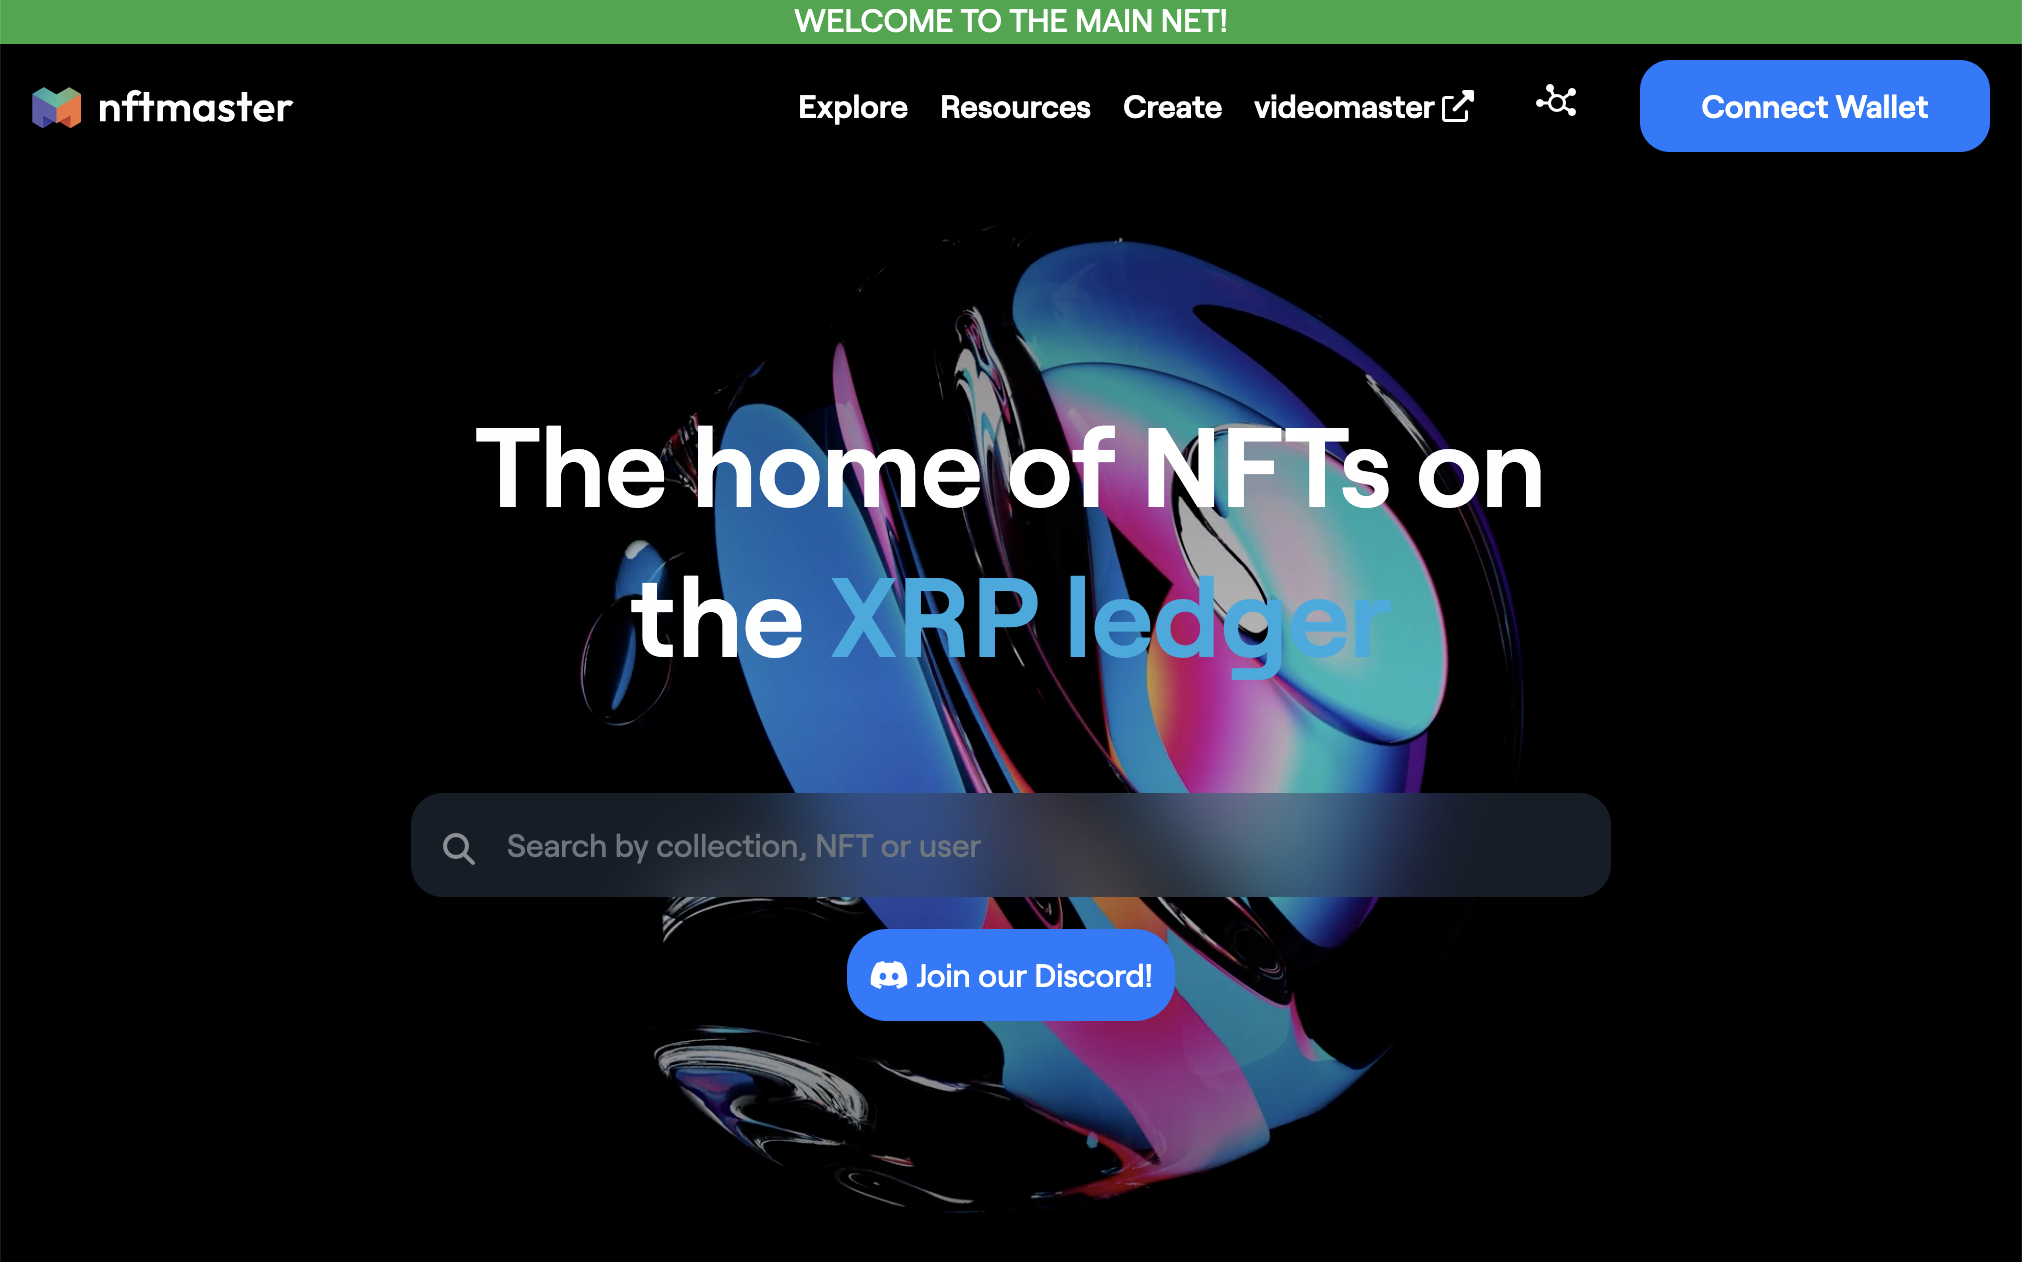 WELCOME TO THE MAIN NET!
nftmaster
Explore Resources Create videomaster
Connect Wallet
The home of NFTs on
the XRP ledger
Search by collection, NFT or user
Join our Discord!